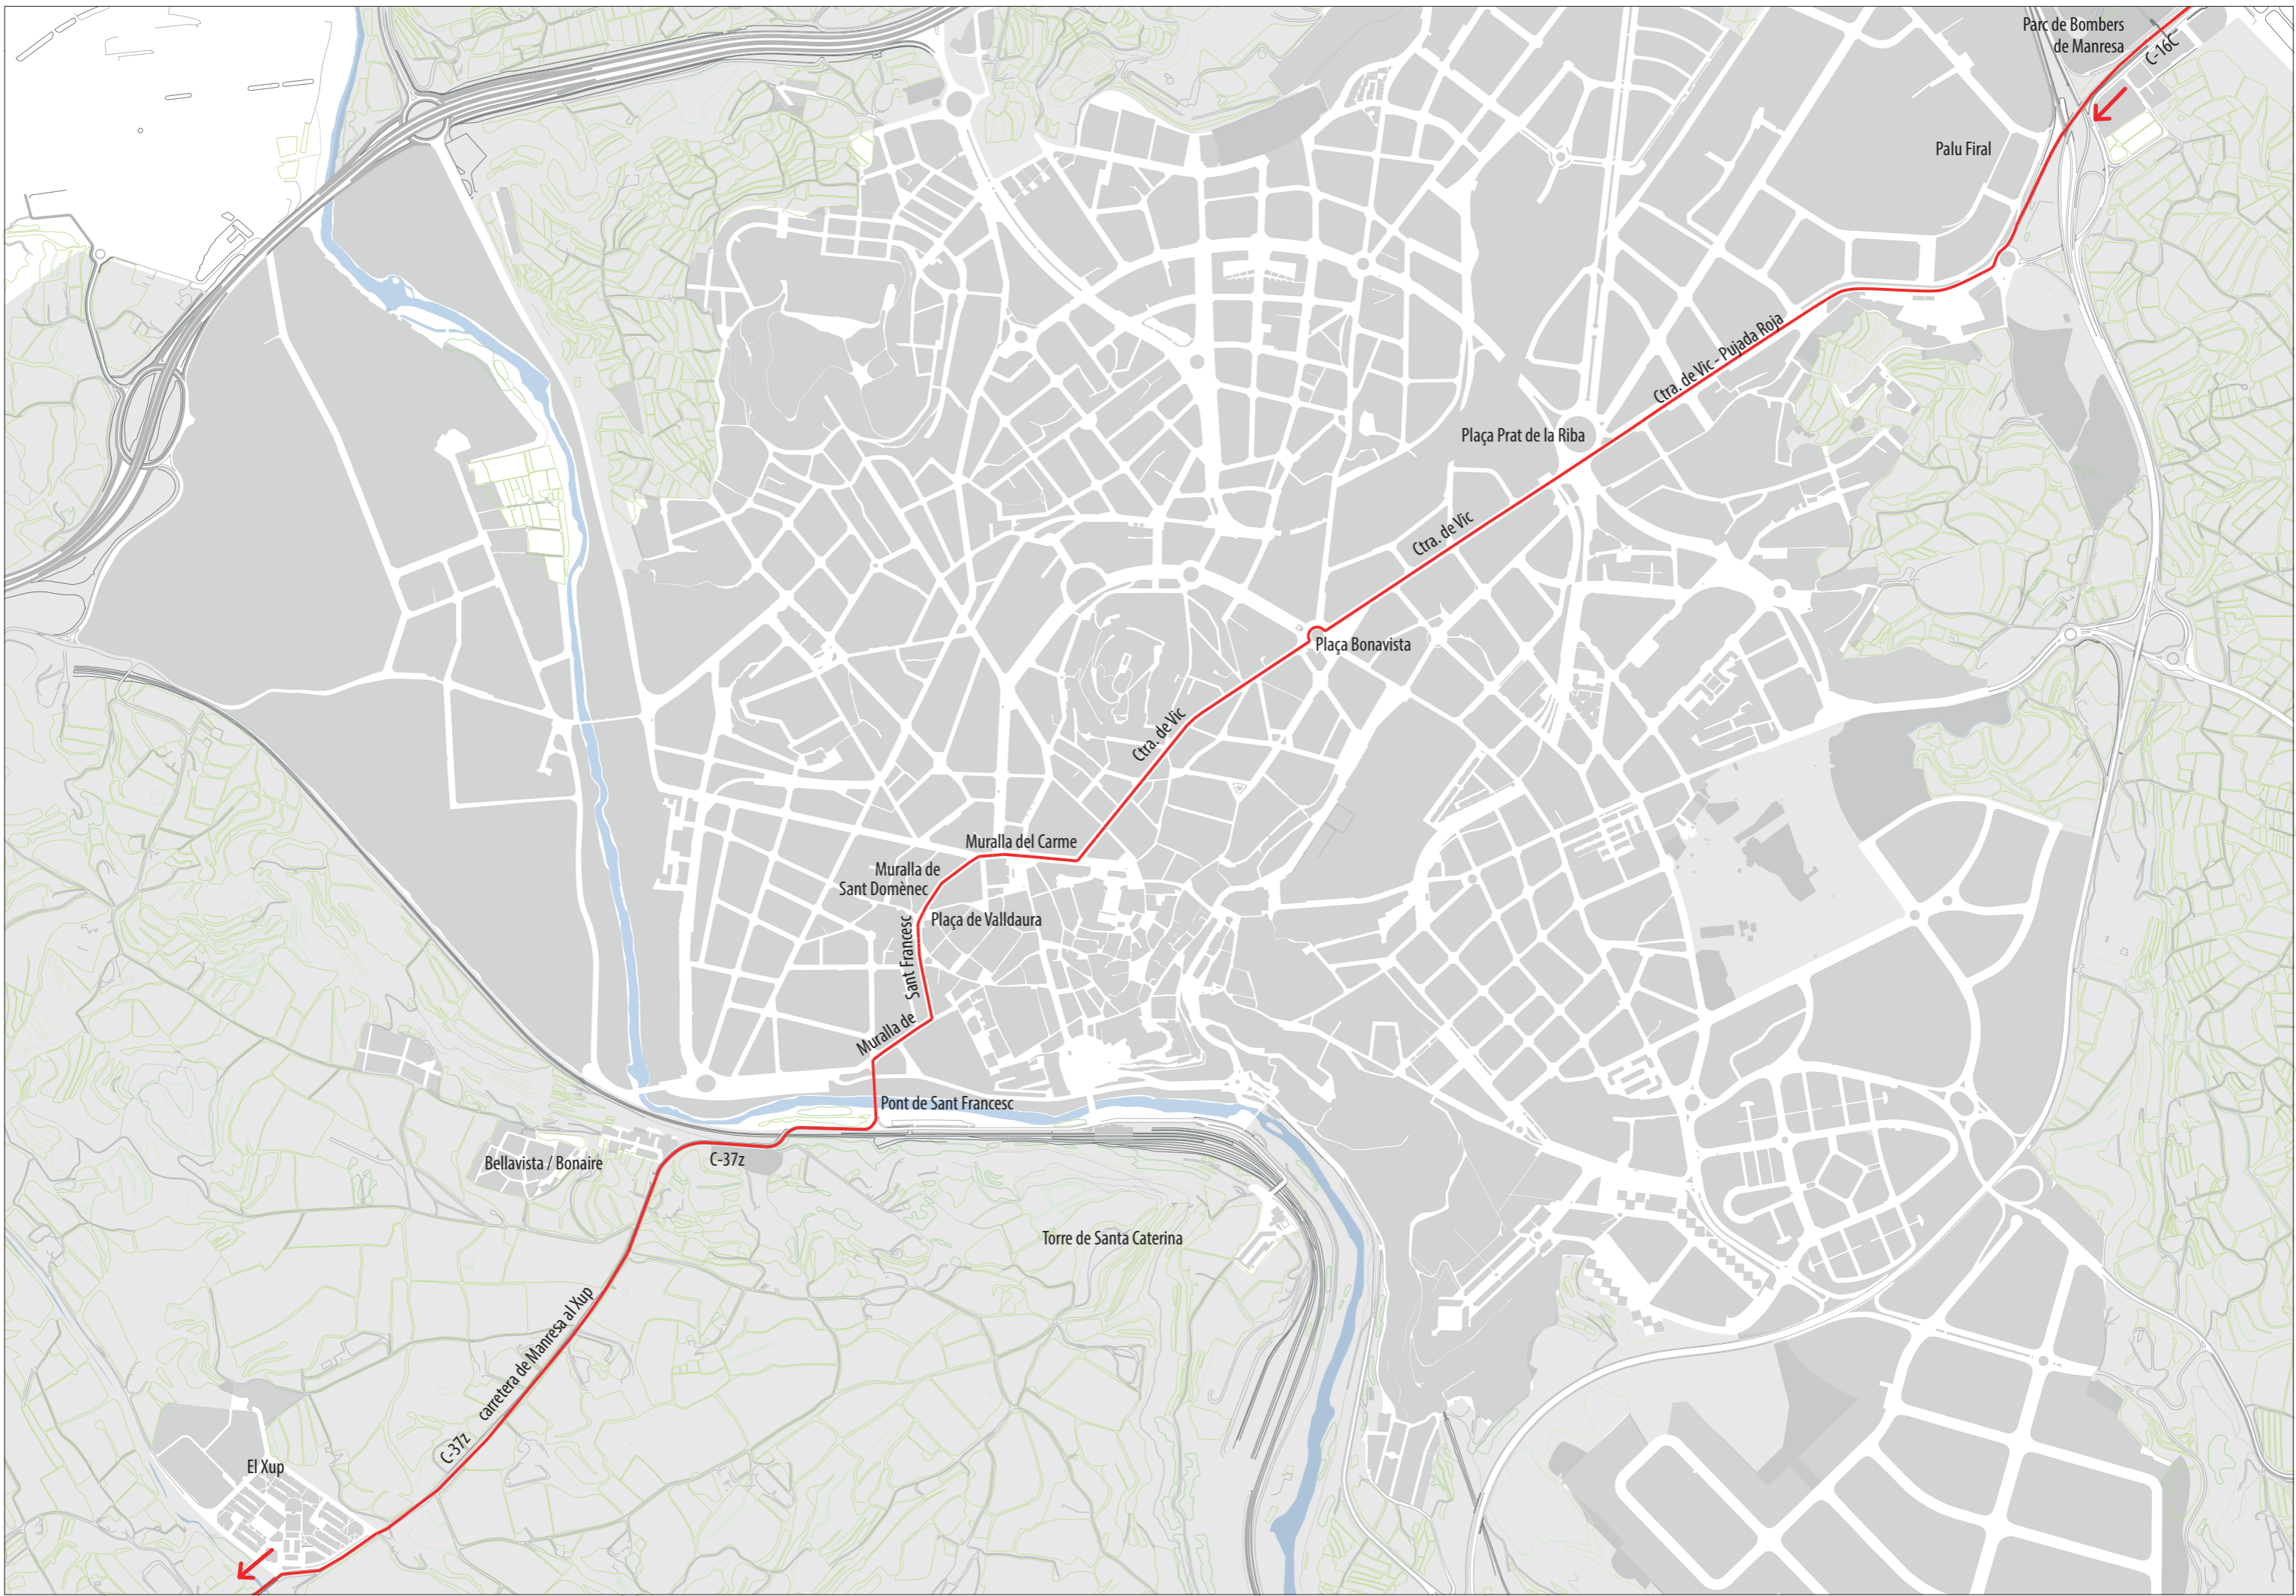 Parc de Bombers
de Manresa
C-16C
Palu Firal
Ctra. de Vic - Pujada Roja
Plaça Prat de la Riba
Ctra. de Vic
Plaça Bonavista
Ctra. de Vic
Muralla del Carme
Muralla de
Sant Domènec
Plaça de Valldaura
Sant Francesc
Muralla de
Pont de Sant Francesc
C-37z
Bellavista / Bonaire
Torre de Santa Caterina
carretera de Manresa al Xup
C-37z
El Xup